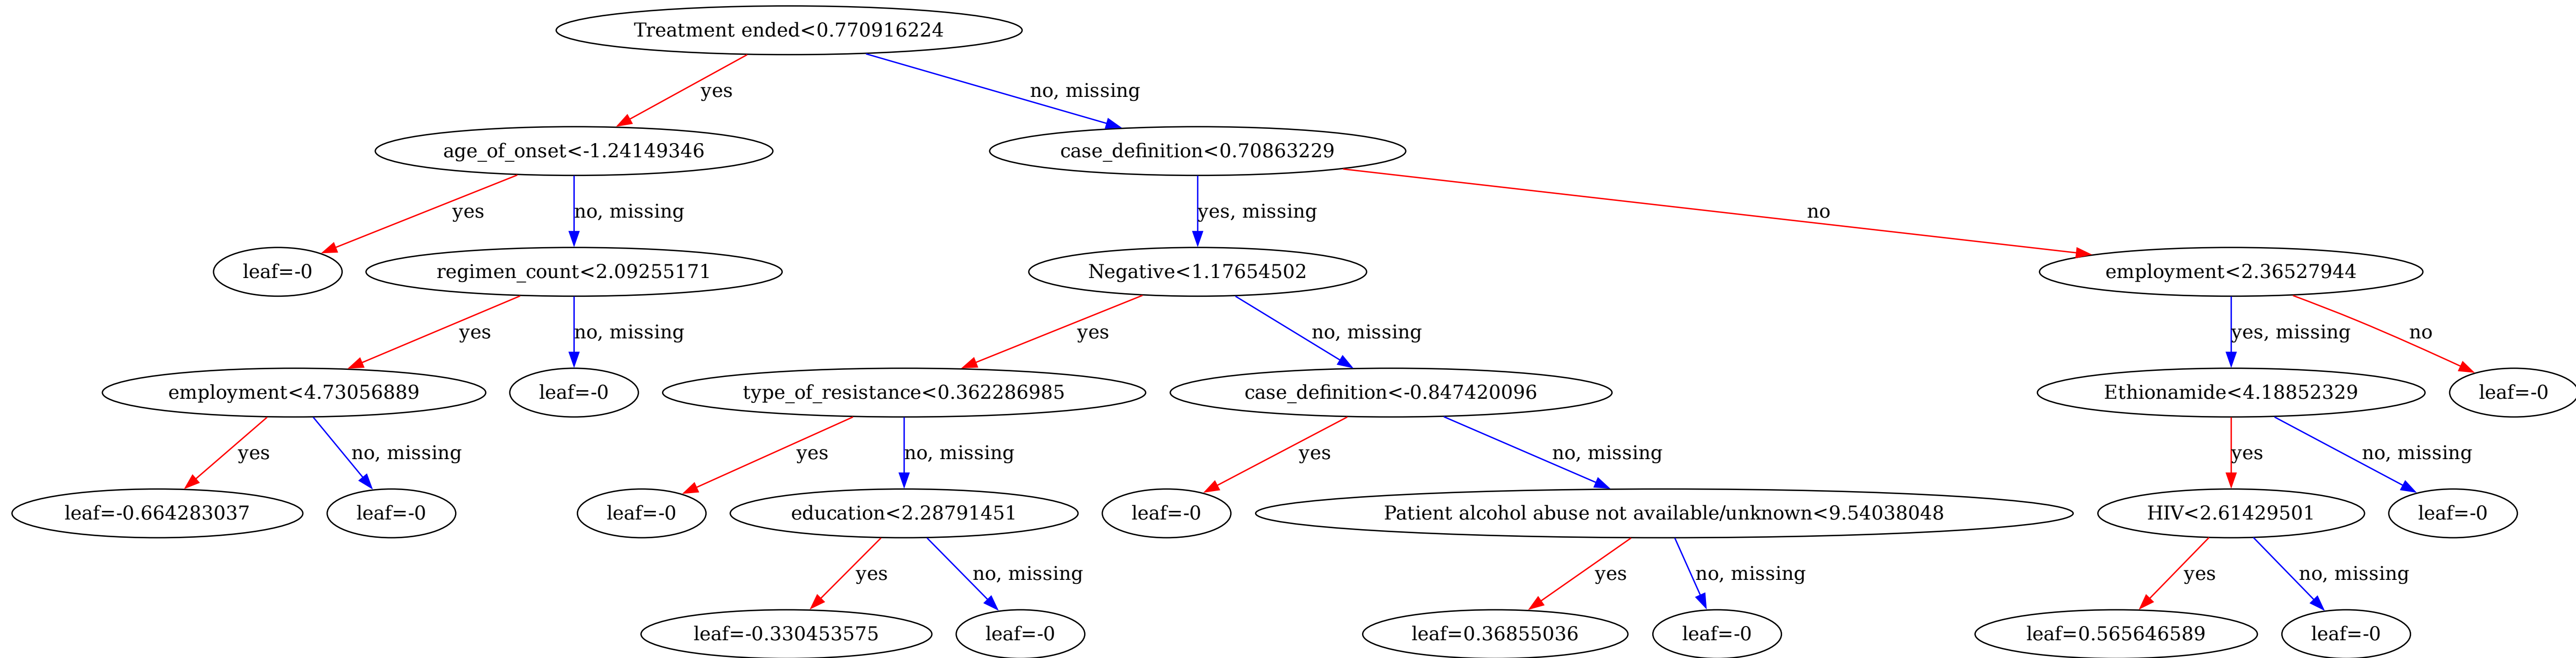 Treatment ended<0.770916224
yes
no, missing
age_of_onset<-1.24149346
case_definition<0.70863229
yes
no, missing
yes, missing
no
leaf=-0
regimen_count<2.09255171
Negative<1.17654502
employment<2.36527944
yes
no, missing
yes
no, missing
yes, missing
no
employment<4.73056889
leaf=-0
type_of_resistance<0.362286985
case_definition<-0.847420096
Ethionamide<4.18852329
leaf=-0
yes
no, missing
yes
no, missing
yes
no, missing
yes
no, missing
leaf=-0.664283037
leaf=-0
leaf=-0
education<2.28791451
leaf=-0
Patient alcohol abuse not available/unknown<9.54038048
HIV<2.61429501
leaf=-0
yes
no, missing
yes
no, missing
yes
no, missing
leaf=-0.330453575
leaf=-0
leaf=0.36855036
leaf=-0
leaf=0.565646589
leaf=-0